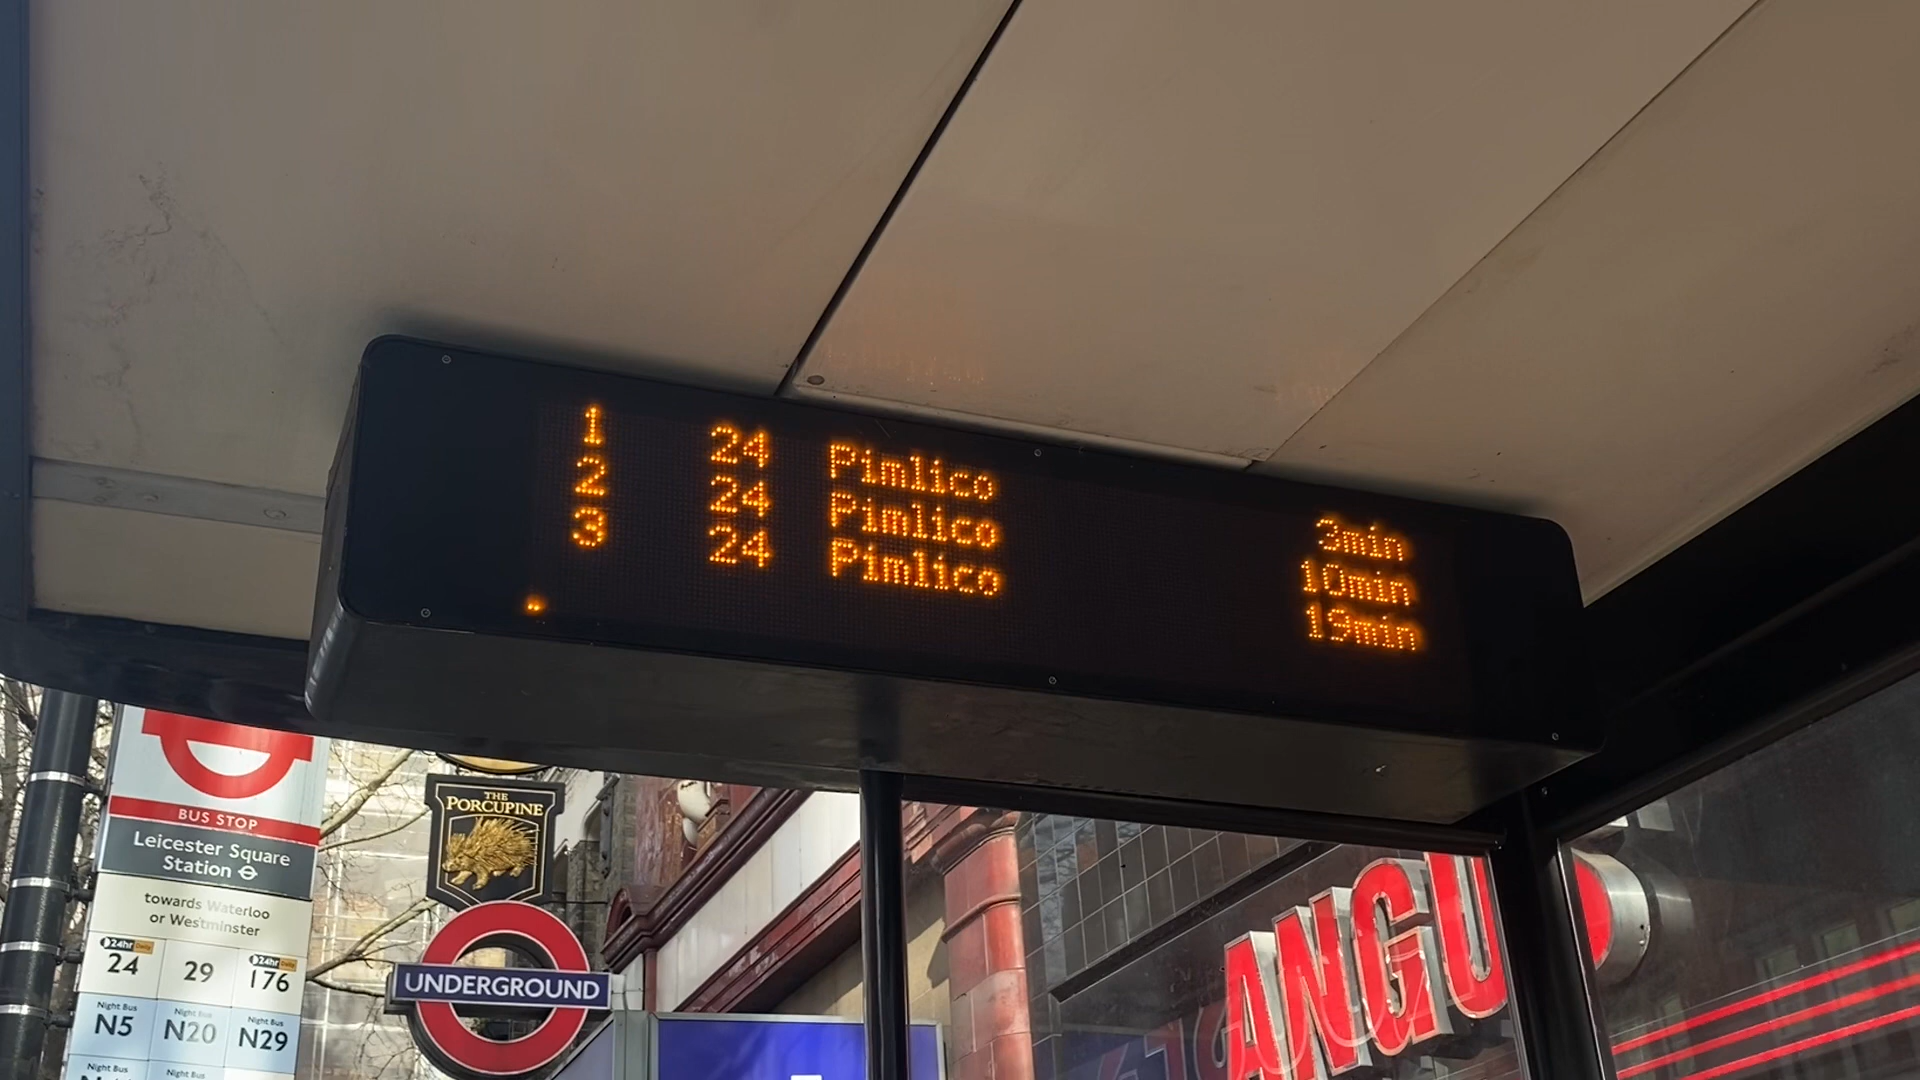 1 24 Pimlico 3min
2 24 Pimlico 10min
3 24 Pimlico 19min
BUS STOP
Leicester Square
Station
towards Waterloo
or Westminster
24hr Daily 24hr Daily
24 29 176
Night Bus Night Bus Night Bus
N5 N20 N29
Night Bus Night Bus
THE
PORCUPINE
UNDERGROUND
ANGU